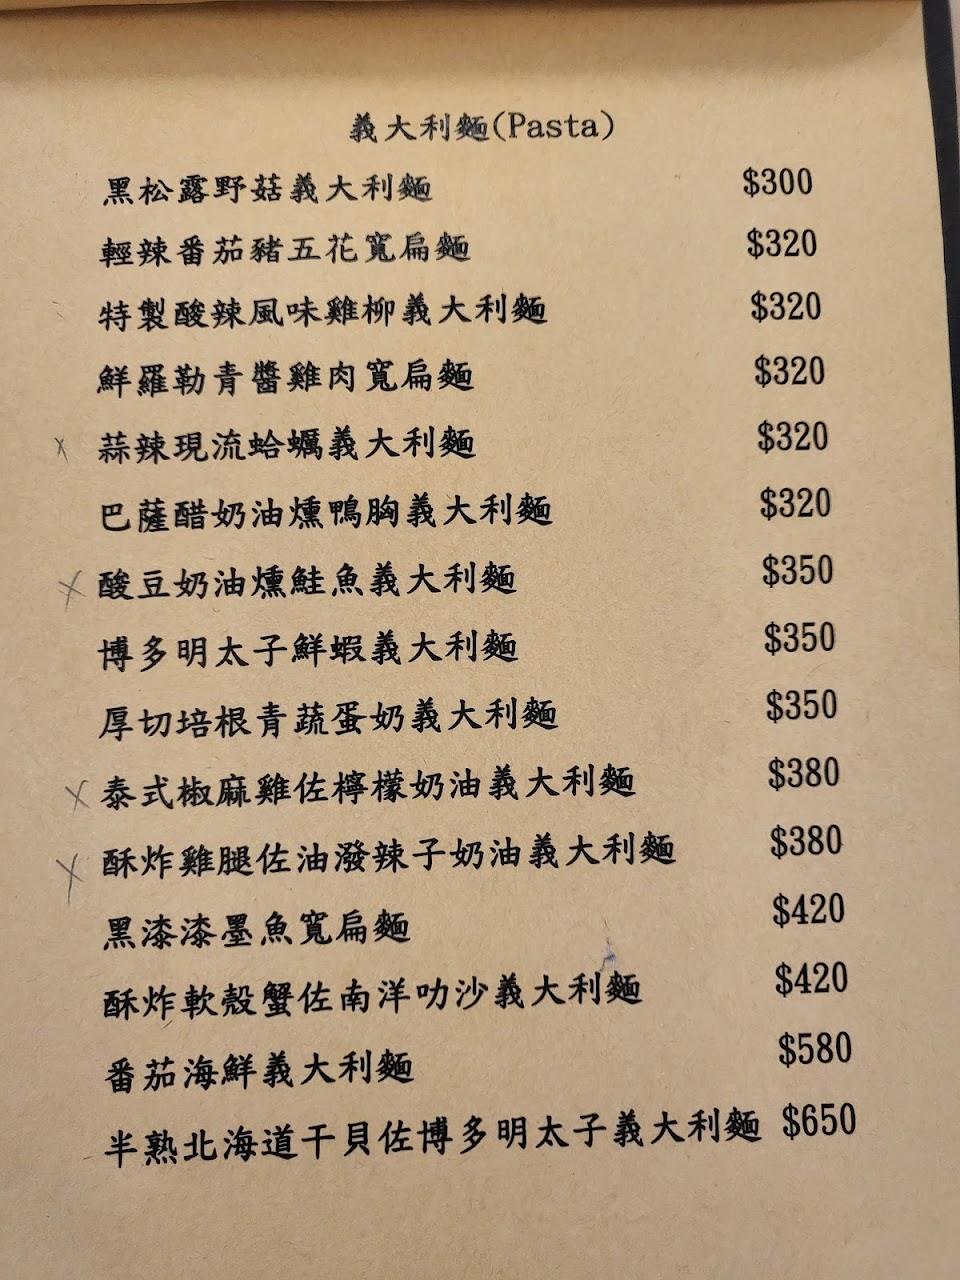 義大利麵(Pasta)
黑松露野菇義大利麵 $300
輕辣番茄豬五花寬扁麵 $320
特製酸辣風味雞柳義大利麵 $320
鮮羅勒青醬雞肉寬扁麵 $320
x 蒜辣現流蛤蠣義大利麵 $320
巴薩醋奶油燻鴨胸義大利麵 $320
x 酸豆奶油燻鮭魚義大利麵 $350
博多明太子鮮蝦義大利麵 $350
厚切培根青蔬蛋奶義大利麵 $350
x 泰式椒麻雞佐檸檬奶油義大利麵 $380
x 酥炸雞腿佐油潑辣子奶油義大利麵 $380
黑漆漆墨魚寬扁麵 $420
酥炸軟殼蟹佐南洋叻沙義大利麵 $420
番茄海鮮義大利麵 $580
半熟北海道干貝佐博多明太子義大利麵 $650